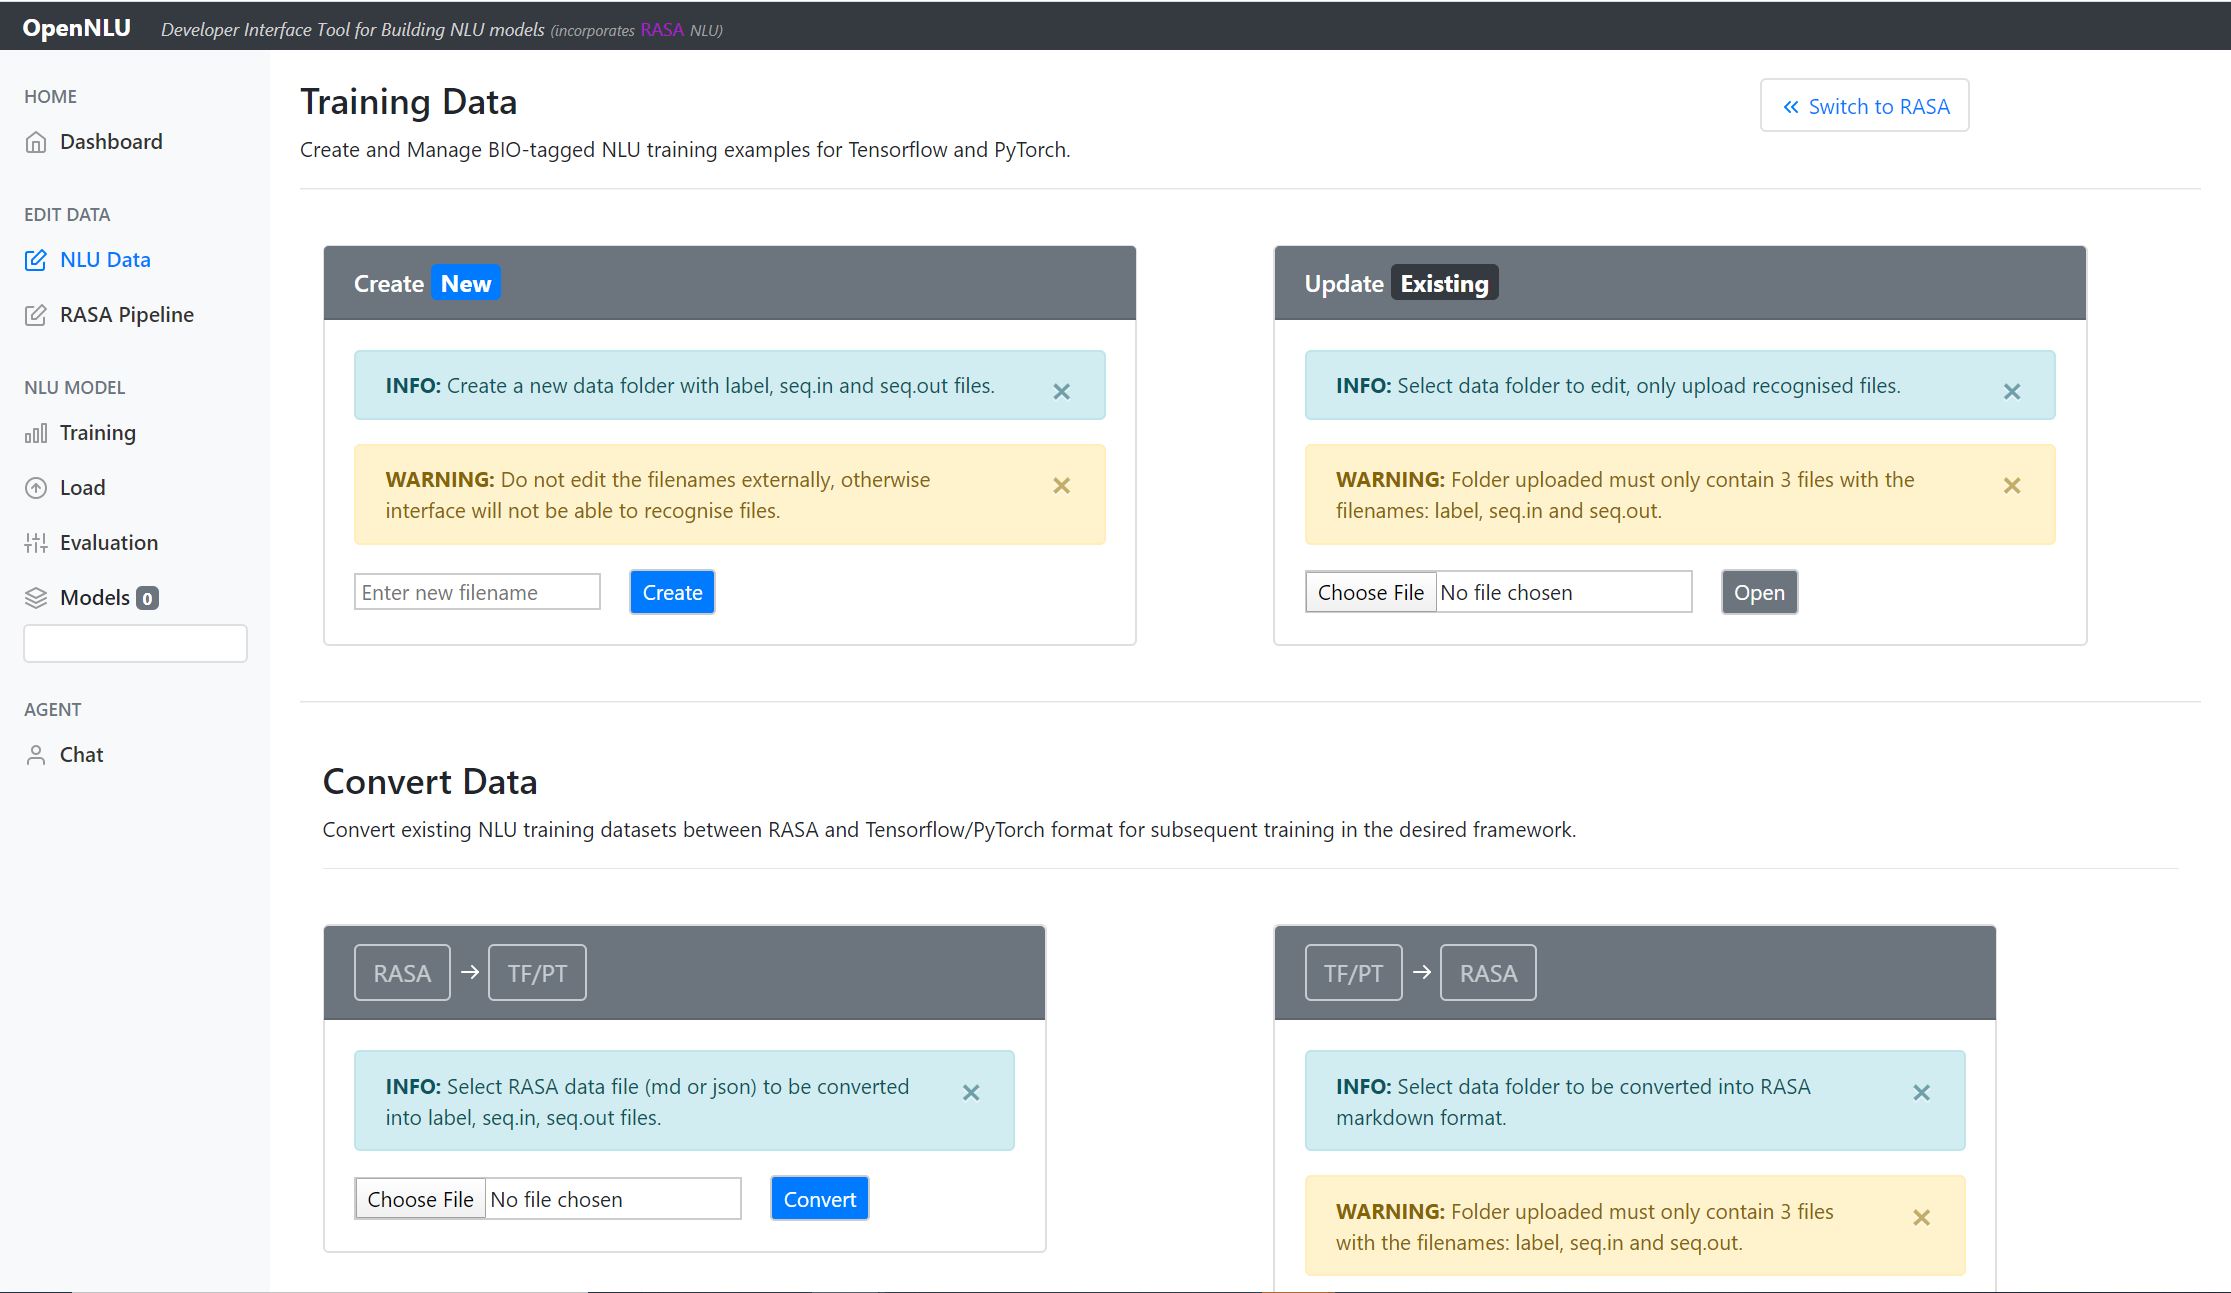 OpenNLU Developer Interface Tool for Building NLU models (incorporates RASA NLU)
HOME
Dashboard
EDIT DATA
NLU Data
RASA Pipeline
NLU MODEL
Training
Load
Evaluation
Models 0
AGENT
Chat
Training Data
« Switch to RASA
Create and Manage BIO-tagged NLU training examples for Tensorflow and PyTorch.
Create New
INFO: Create a new data folder with label, seq.in and seq.out files. ×
WARNING: Do not edit the filenames externally, otherwise ×
interface will not be able to recognise files.
Enter new filename Create
Update Existing
INFO: Select data folder to edit, only upload recognised files. ×
WARNING: Folder uploaded must only contain 3 files with the ×
filenames: label, seq.in and seq.out.
Choose File No file chosen Open
Convert Data
Convert existing NLU training datasets between RASA and Tensorflow/PyTorch format for subsequent training in the desired framework.
RASA → TF/PT
INFO: Select RASA data file (md or json) to be converted ×
into label, seq.in, seq.out files.
Choose File No file chosen Convert
TF/PT → RASA
INFO: Select data folder to be converted into RASA ×
markdown format.
WARNING: Folder uploaded must only contain 3 files ×
with the filenames: label, seq.in and seq.out.